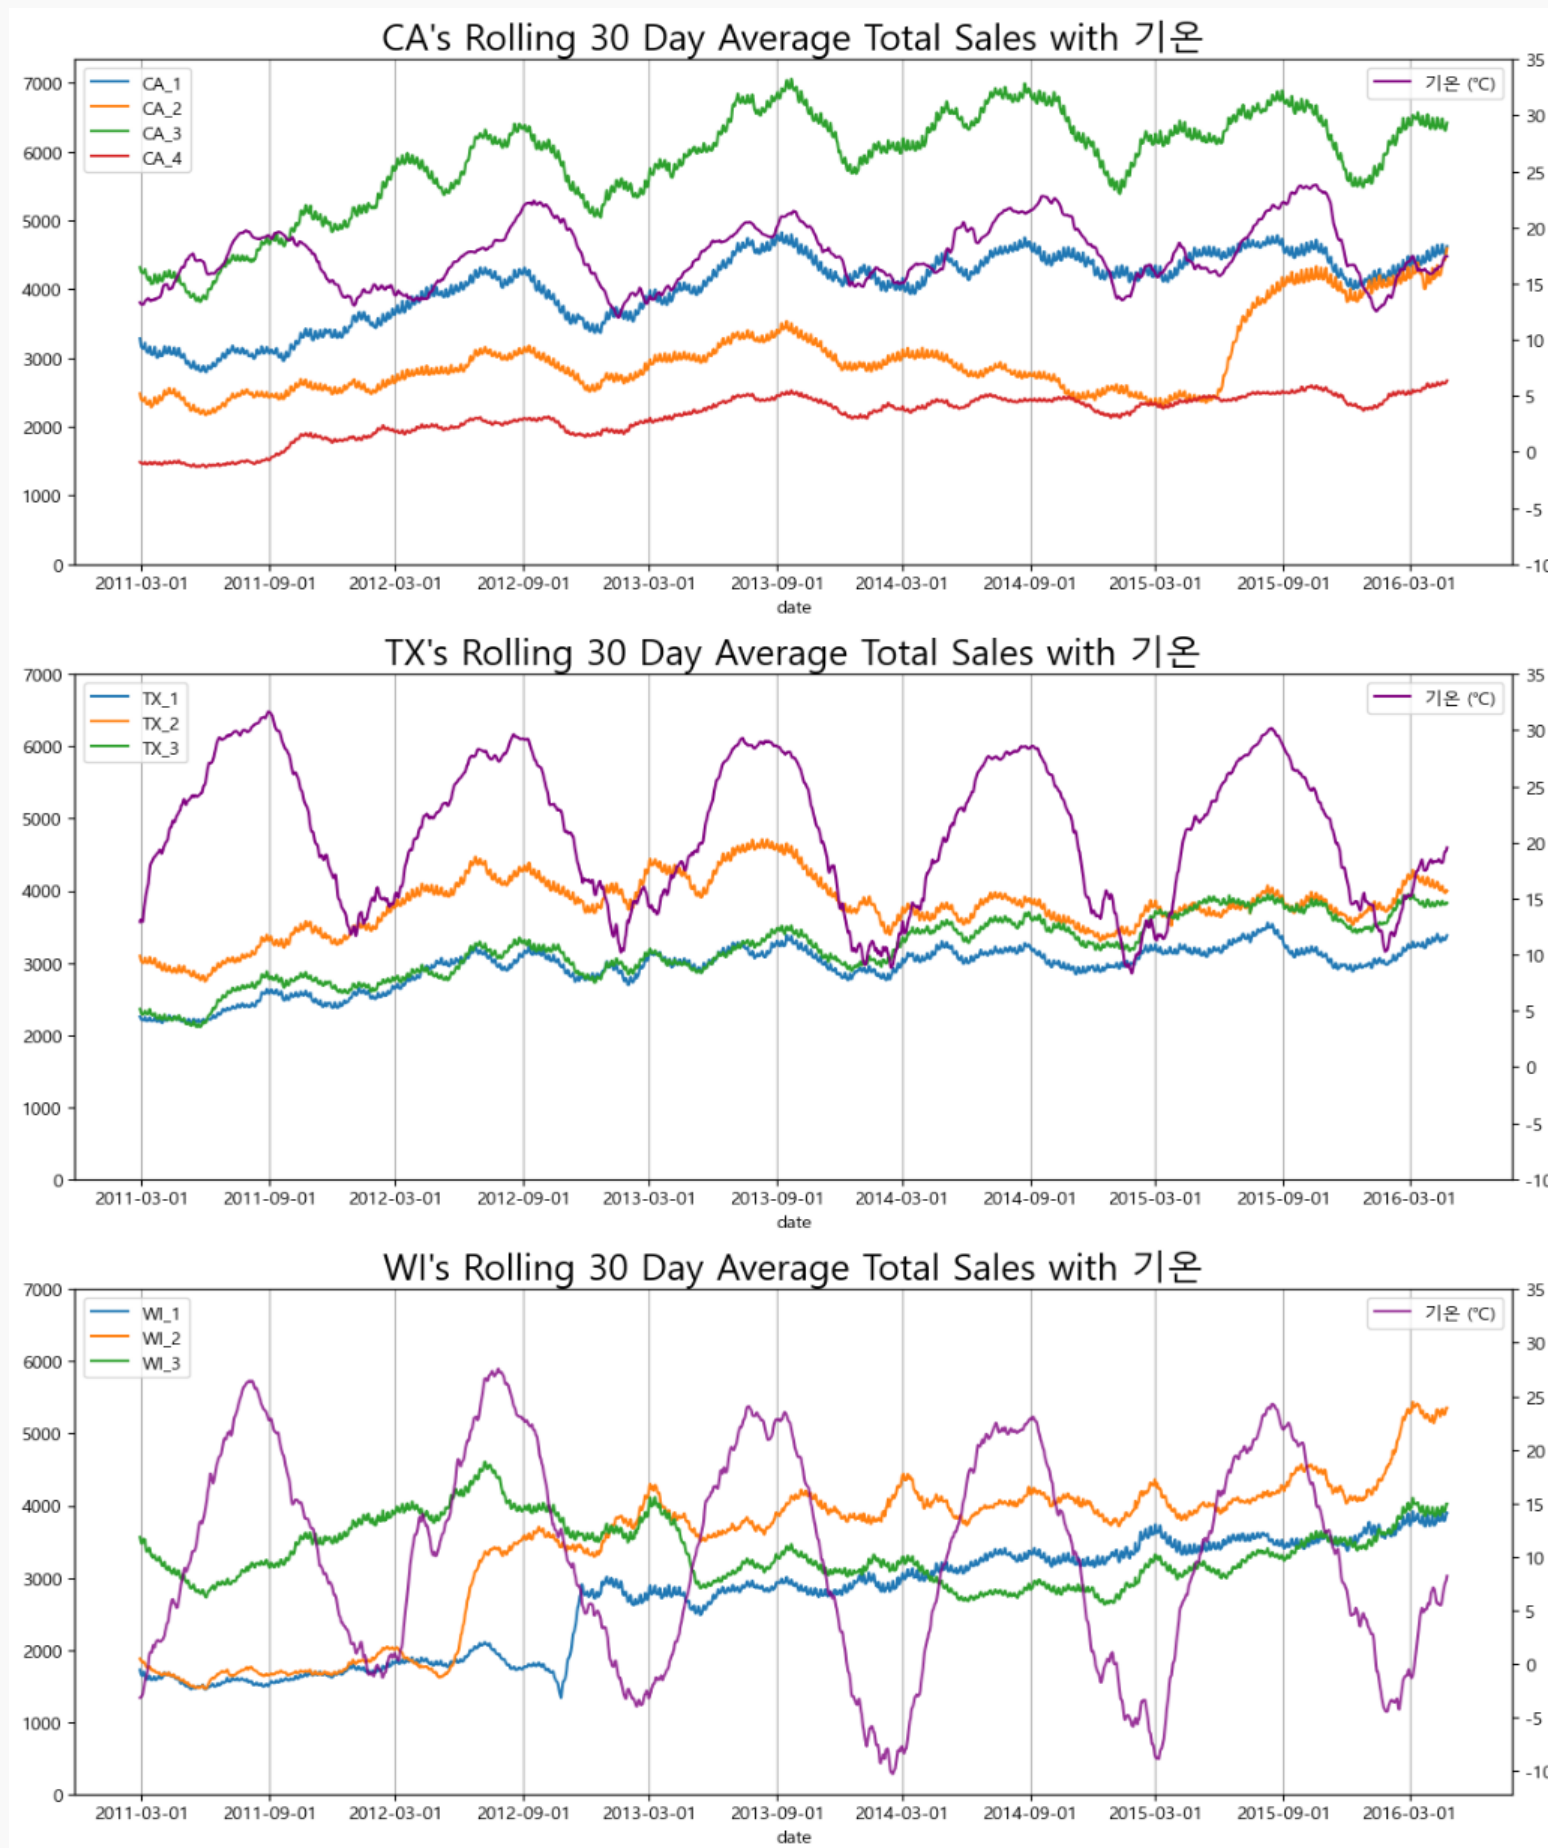 CA's Rolling 30 Day Average Total Sales with 기온
7000
6000
5000
4000
3000
2000
1000
0
CA_1
CA_2
CA_3
CA_4
기온 (℃)
35
30
25
20
15
10
5
0
-5
-10
2011-03-01 2011-09-01 2012-03-01 2012-09-01 2013-03-01 2013-09-01 2014-03-01 2014-09-01 2015-03-01 2015-09-01 2016-03-01
date
TX's Rolling 30 Day Average Total Sales with 기온
7000
6000
5000
4000
3000
2000
1000
0
TX_1
TX_2
TX_3
기온 (℃)
35
30
25
20
15
10
5
0
-5
-10
2011-03-01 2011-09-01 2012-03-01 2012-09-01 2013-03-01 2013-09-01 2014-03-01 2014-09-01 2015-03-01 2015-09-01 2016-03-01
date
WI's Rolling 30 Day Average Total Sales with 기온
7000
6000
5000
4000
3000
2000
1000
0
WI_1
WI_2
WI_3
기온 (℃)
35
30
25
20
15
10
5
0
-5
-10
2011-03-01 2011-09-01 2012-03-01 2012-09-01 2013-03-01 2013-09-01 2014-03-01 2014-09-01 2015-03-01 2015-09-01 2016-03-01
date